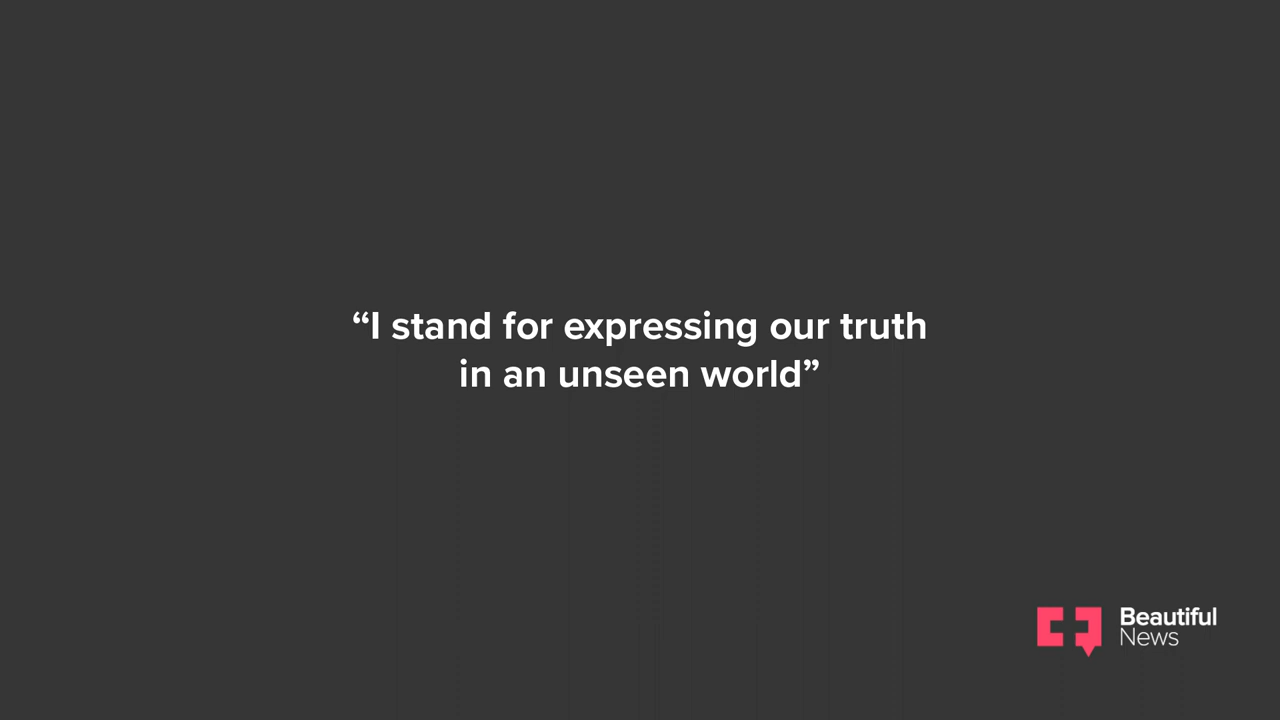 “I stand for expressing our truth
in an unseen world”
Beautiful
News